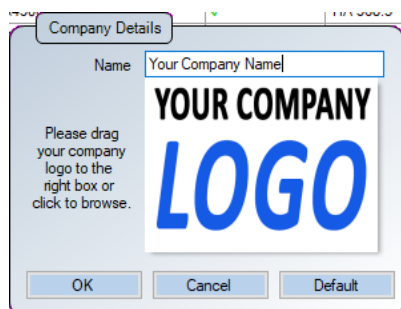 Company Details
Name
Your Company Name
YOUR COMPANY
LOGO
Please drag
your company
logo to the
right box or
click to browse.
OK
Cancel
Default